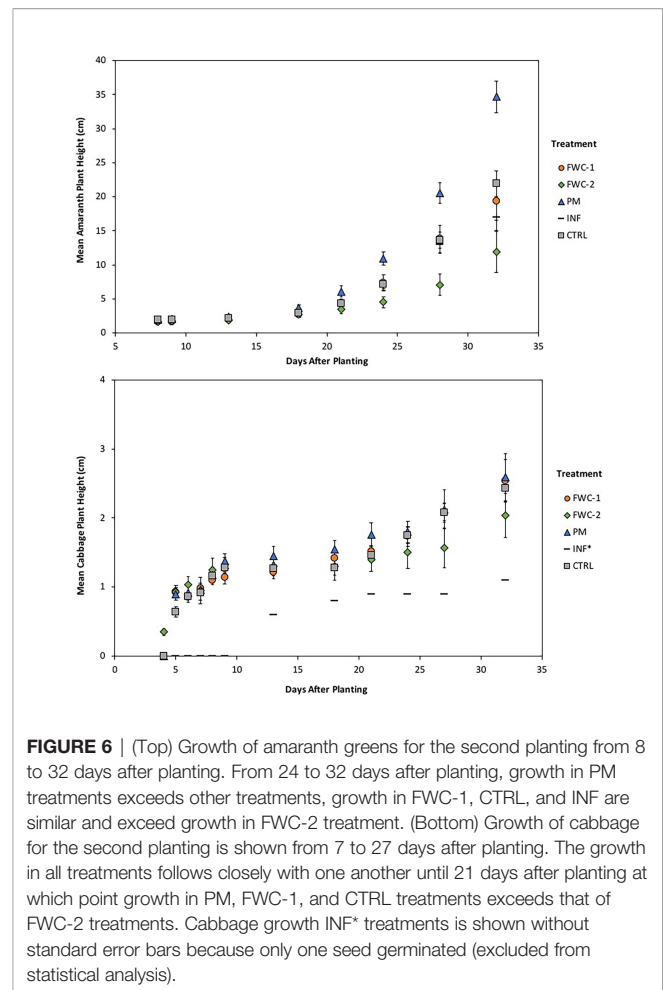 40
35
30
25
20
15
10
5
0
Mean Amaranth Plant Height (cm)
5 10 15 20 25 30 35
Days After Planting
Treatment
FWC-1
FWC-2
PM
INF
CTRL
4
3
2
1
0
Mean Cabbage Plant Height (cm)
0 5 10 15 20 25 30 35
Days After Planting
Treatment
FWC-1
FWC-2
PM
INF*
CTRL
FIGURE 6 | (Top) Growth of amaranth greens for the second planting from 8
to 32 days after planting. From 24 to 32 days after planting, growth in PM
treatments exceeds other treatments, growth in FWC-1, CTRL, and INF are
similar and exceed growth in FWC-2 treatment. (Bottom) Growth of cabbage
for the second planting is shown from 7 to 27 days after planting. The growth
in all treatments follows closely with one another until 21 days after planting at
which point growth in PM, FWC-1, and CTRL treatments exceeds that of
FWC-2 treatments. Cabbage growth INF* treatments is shown without
standard error bars because only one seed germinated (excluded from
statistical analysis).